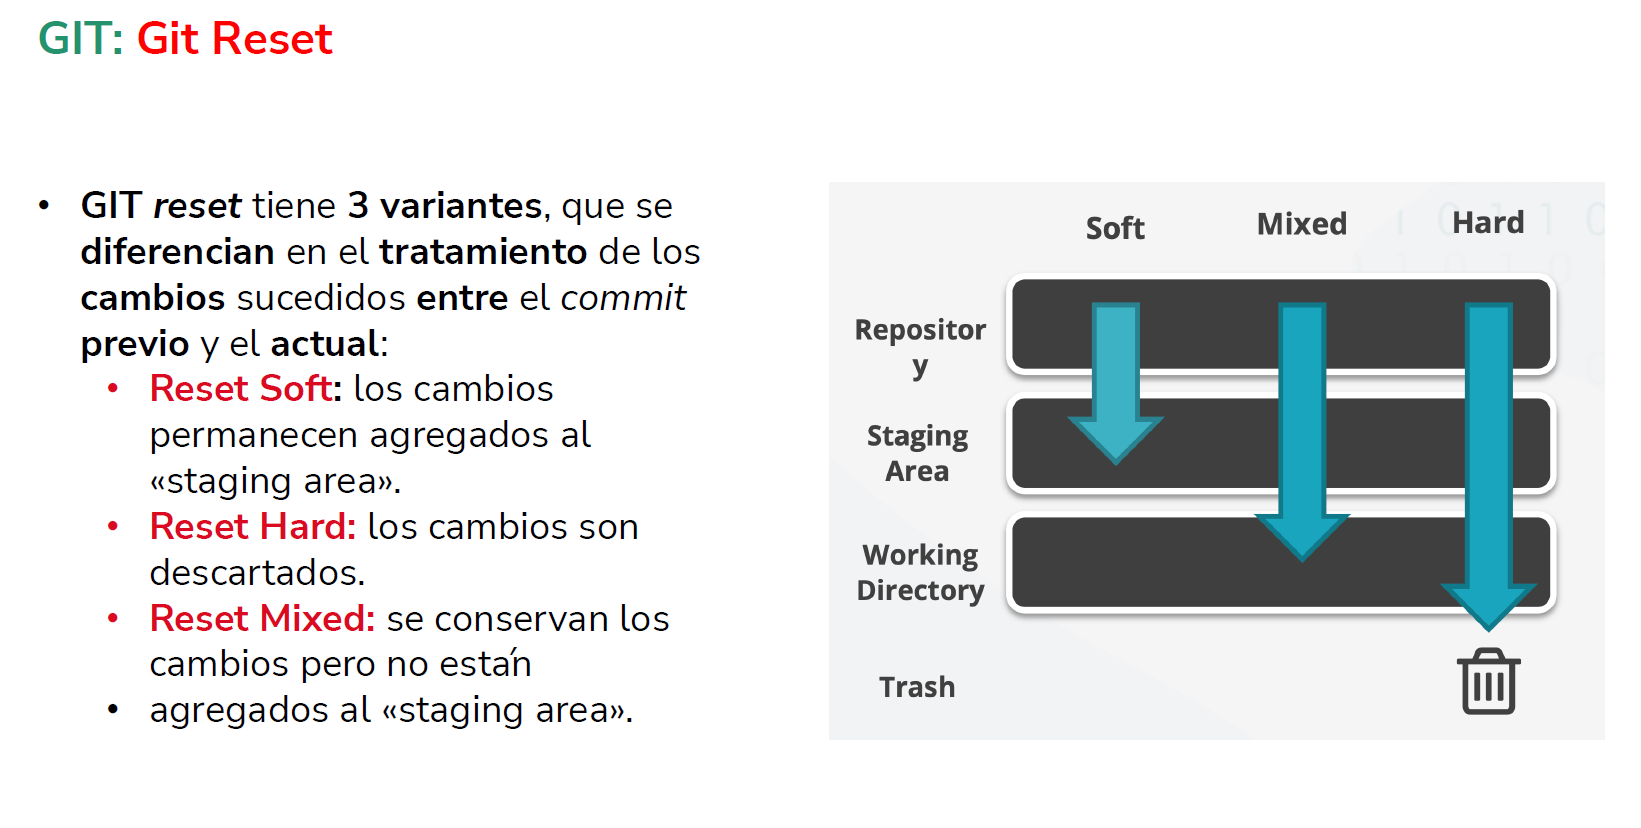 GIT: Git Reset
• GIT reset tiene 3 variantes, que se
diferencian en el tratamiento de los
cambios sucedidos entre el commit
previo y el actual:
• Reset Soft: los cambios
permanecen agregados al
«staging area».
• Reset Hard: los cambios son
descartados.
• Reset Mixed: se conservan los
cambios pero no están
• agregados al «staging area».
Soft Mixed Hard
Repositor
y
Staging
Area
Working
Directory
Trash